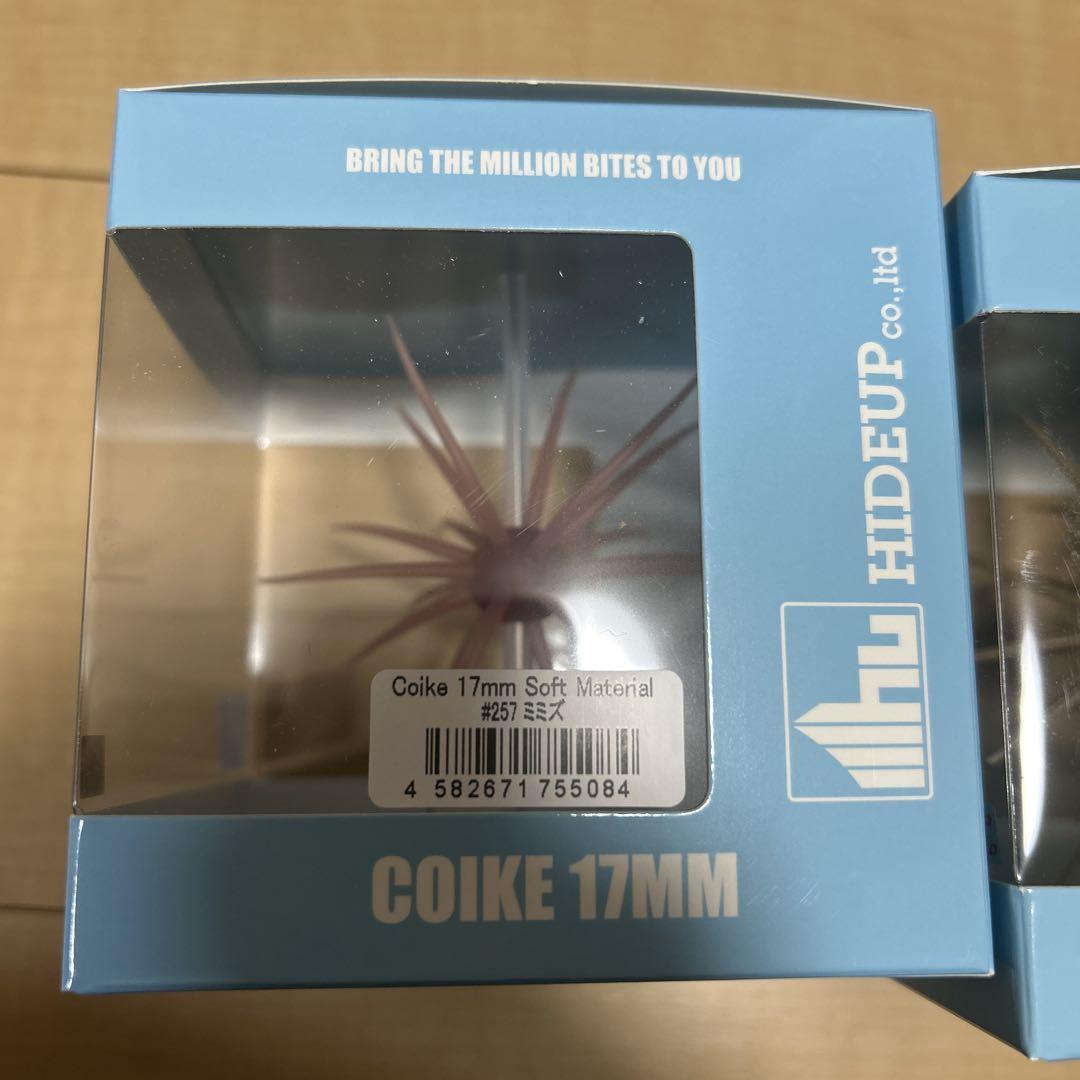 BRING THE MILLION BITES TO YOU
HIDEUP co.,ltd
hu
Coike 17mm Soft Material
#257 ミミズ
4 582671 755084
COIKE 17MM